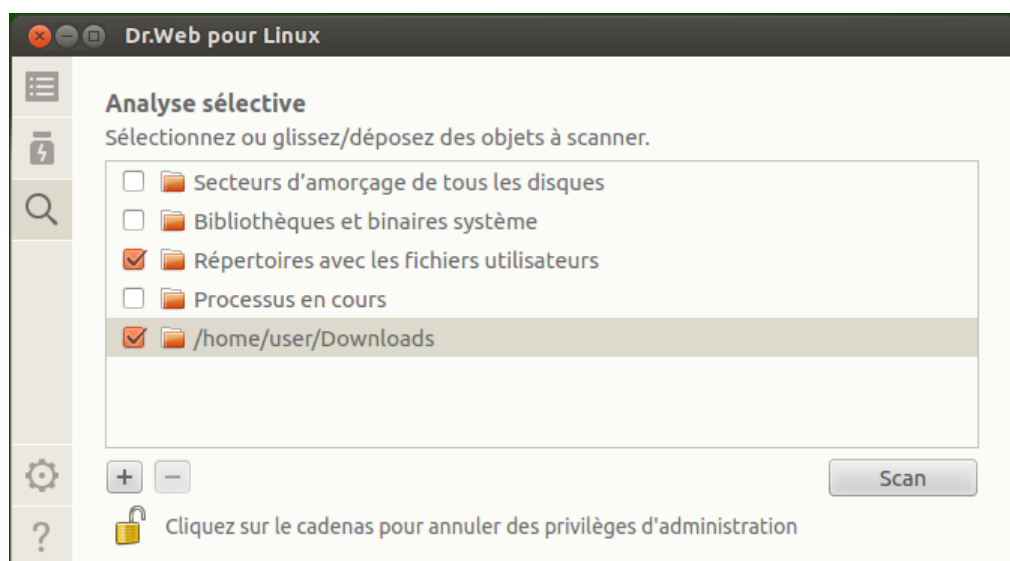 Dr.Web pour Linux
Analyse sélective
Sélectionnez ou glissez/déposez des objets à scanner.
Secteurs d’amorçage de tous les disques
Bibliothèques et binaires système
Répertoires avec les fichiers utilisateurs
Processus en cours
/home/user/Downloads
Scan
Cliquez sur le cadenas pour annuler des privilèges d'administration